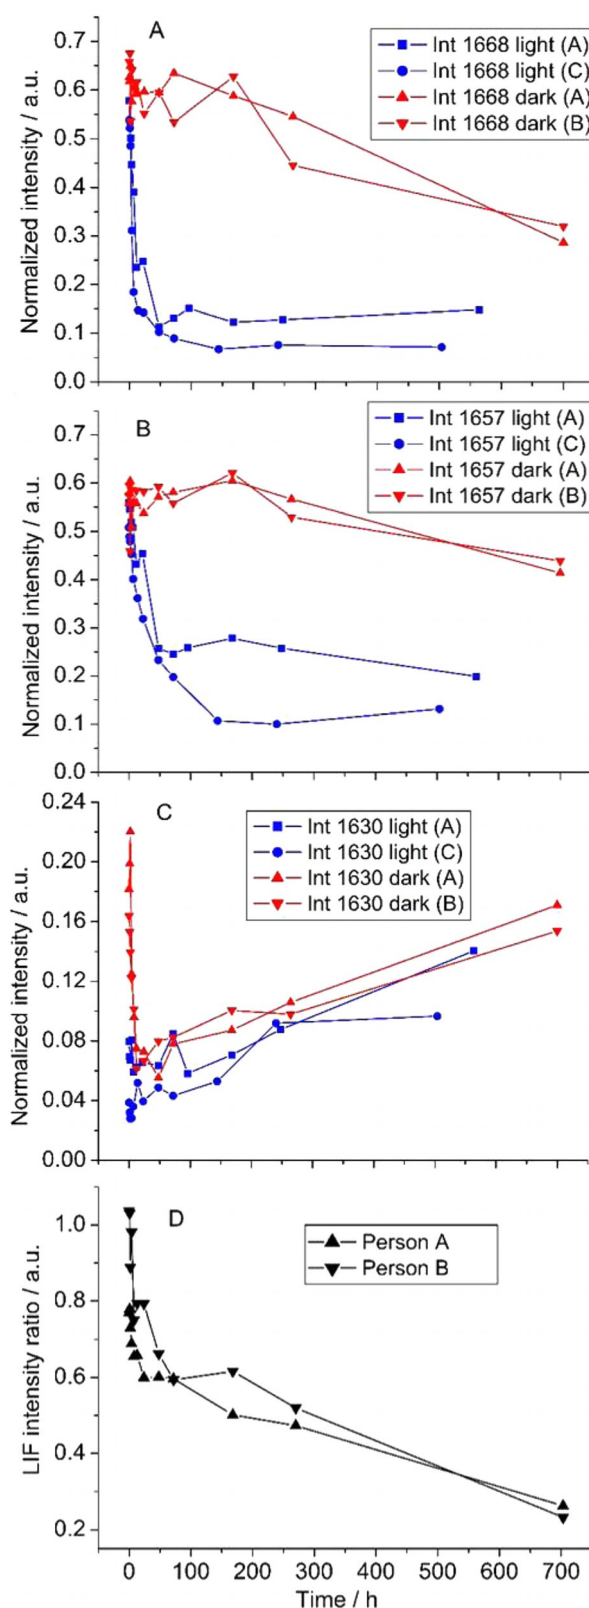 A
0.7
0.6
0.5
0.4
0.3
0.2
0.1
0.0
Normalized intensity / a.u.
Int 1668 light (A)
Int 1668 light (C)
Int 1668 dark (A)
Int 1668 dark (B)
B
0.7
0.6
0.5
0.4
0.3
0.2
0.1
0.0
Normalized intensity / a.u.
Int 1657 light (A)
Int 1657 light (C)
Int 1657 dark (A)
Int 1657 dark (B)
C
0.24
0.20
0.16
0.12
0.08
0.04
0.00
Normalized intensity / a.u.
Int 1630 light (A)
Int 1630 light (C)
Int 1630 dark (A)
Int 1630 dark (B)
D
1.0
0.8
0.6
0.4
0.2
LIF intensity ratio / a.u.
Person A
Person B
0 100 200 300 400 500 600 700
Time / h